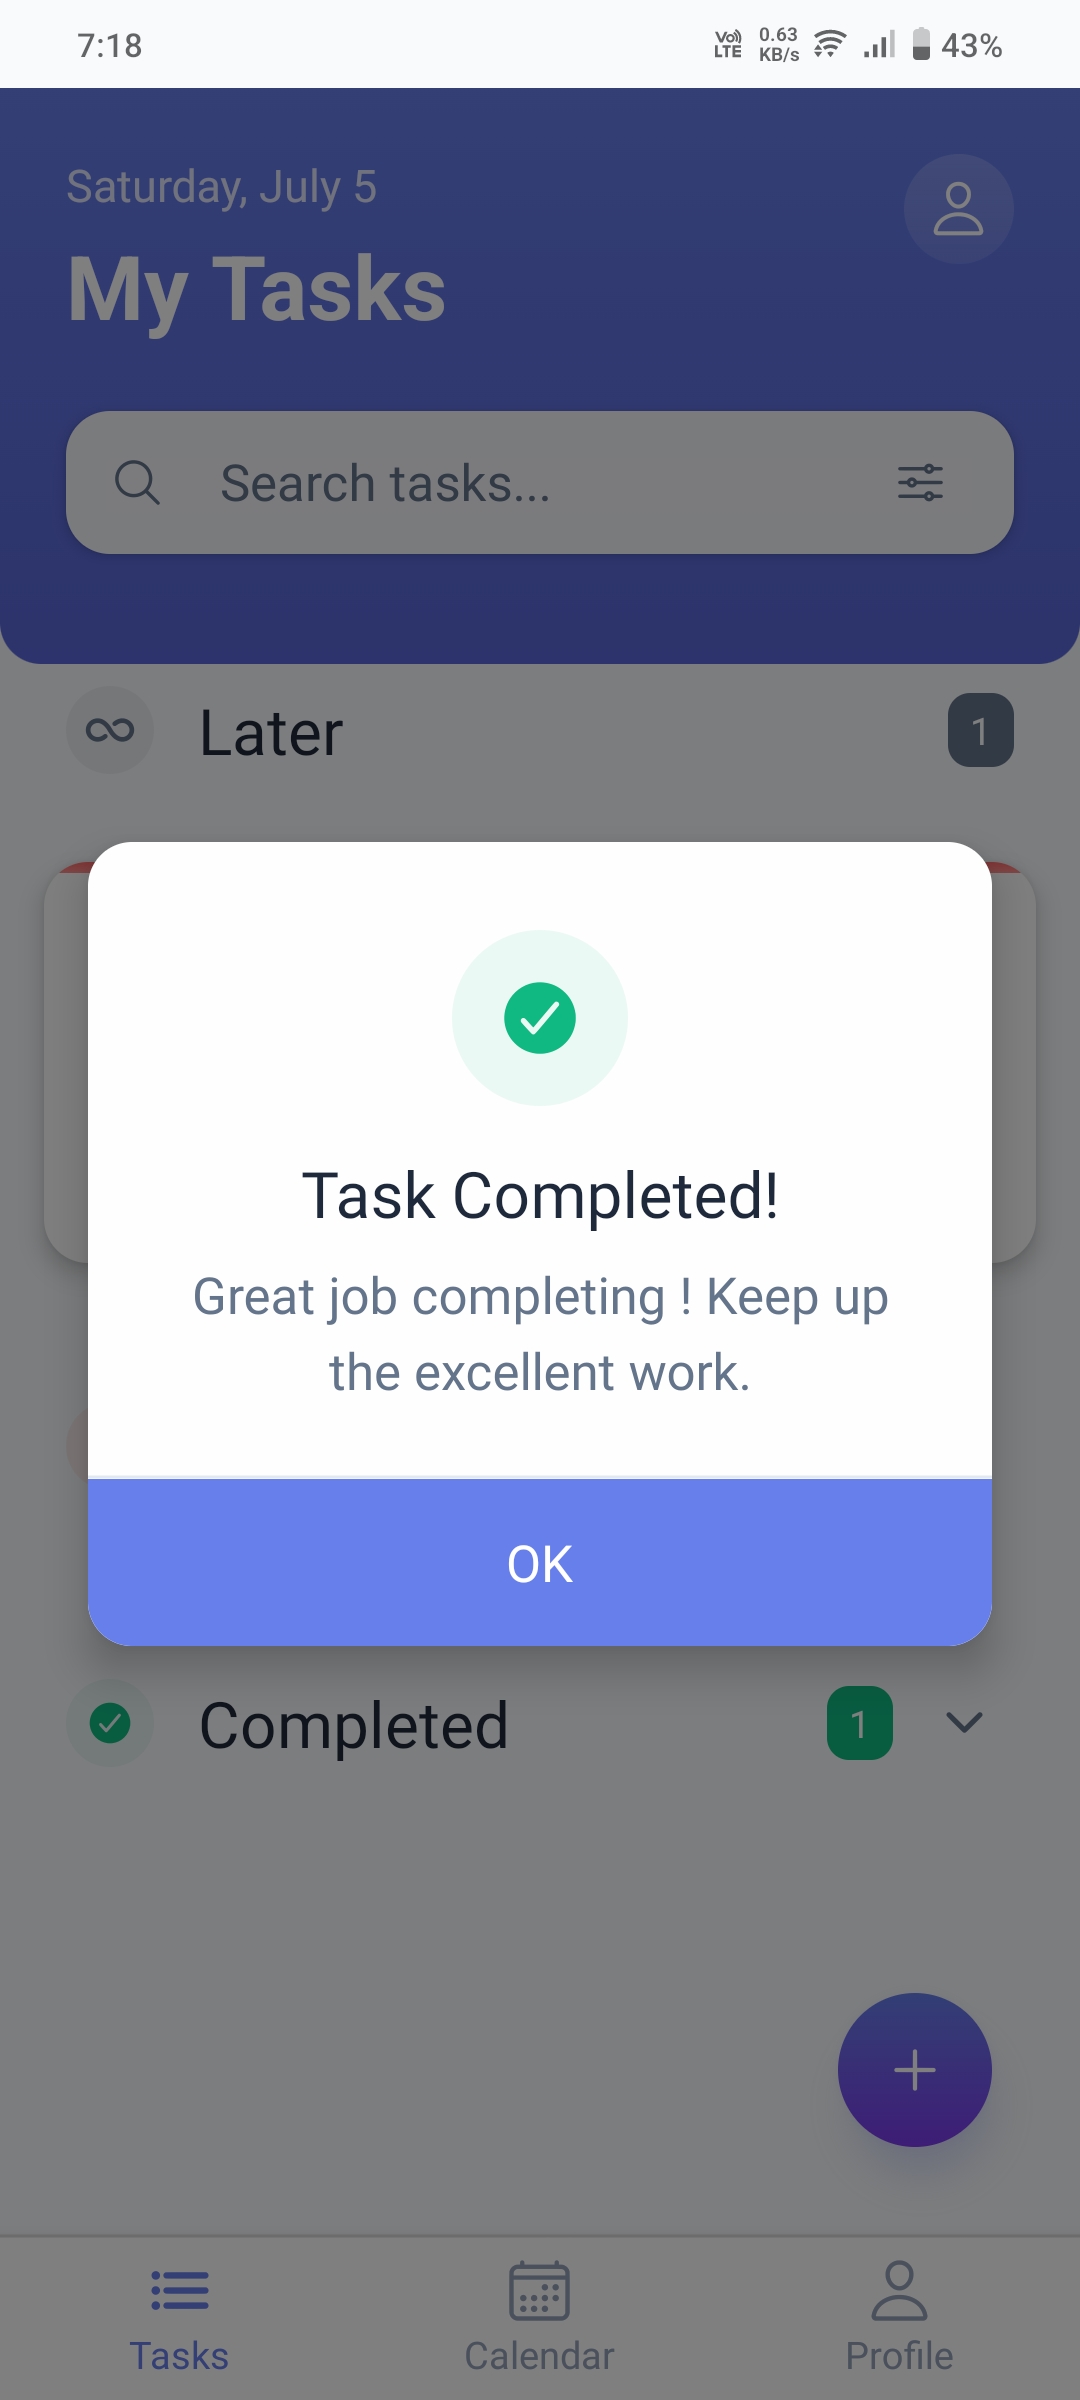 7:18
Vo) LTE 0.63 KB/s 43%
Saturday, July 5
My Tasks
Search tasks...
Later
1
Task Completed!
Great job completing ! Keep up
the excellent work.
OK
Completed
1
Tasks
Calendar
Profile